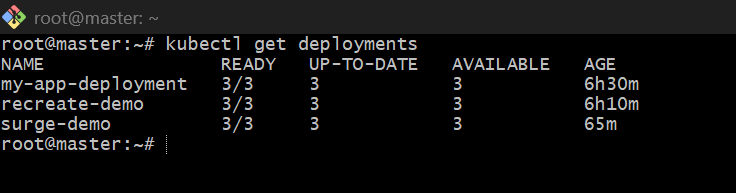 root@master: ~
root@master:~# kubectl get deployments
NAME                READY   UP-TO-DATE   AVAILABLE   AGE
my-app-deployment   3/3     3            3           6h30m
recreate-demo       3/3     3            3           6h10m
surge-demo          3/3     3            3           65m
root@master:~#